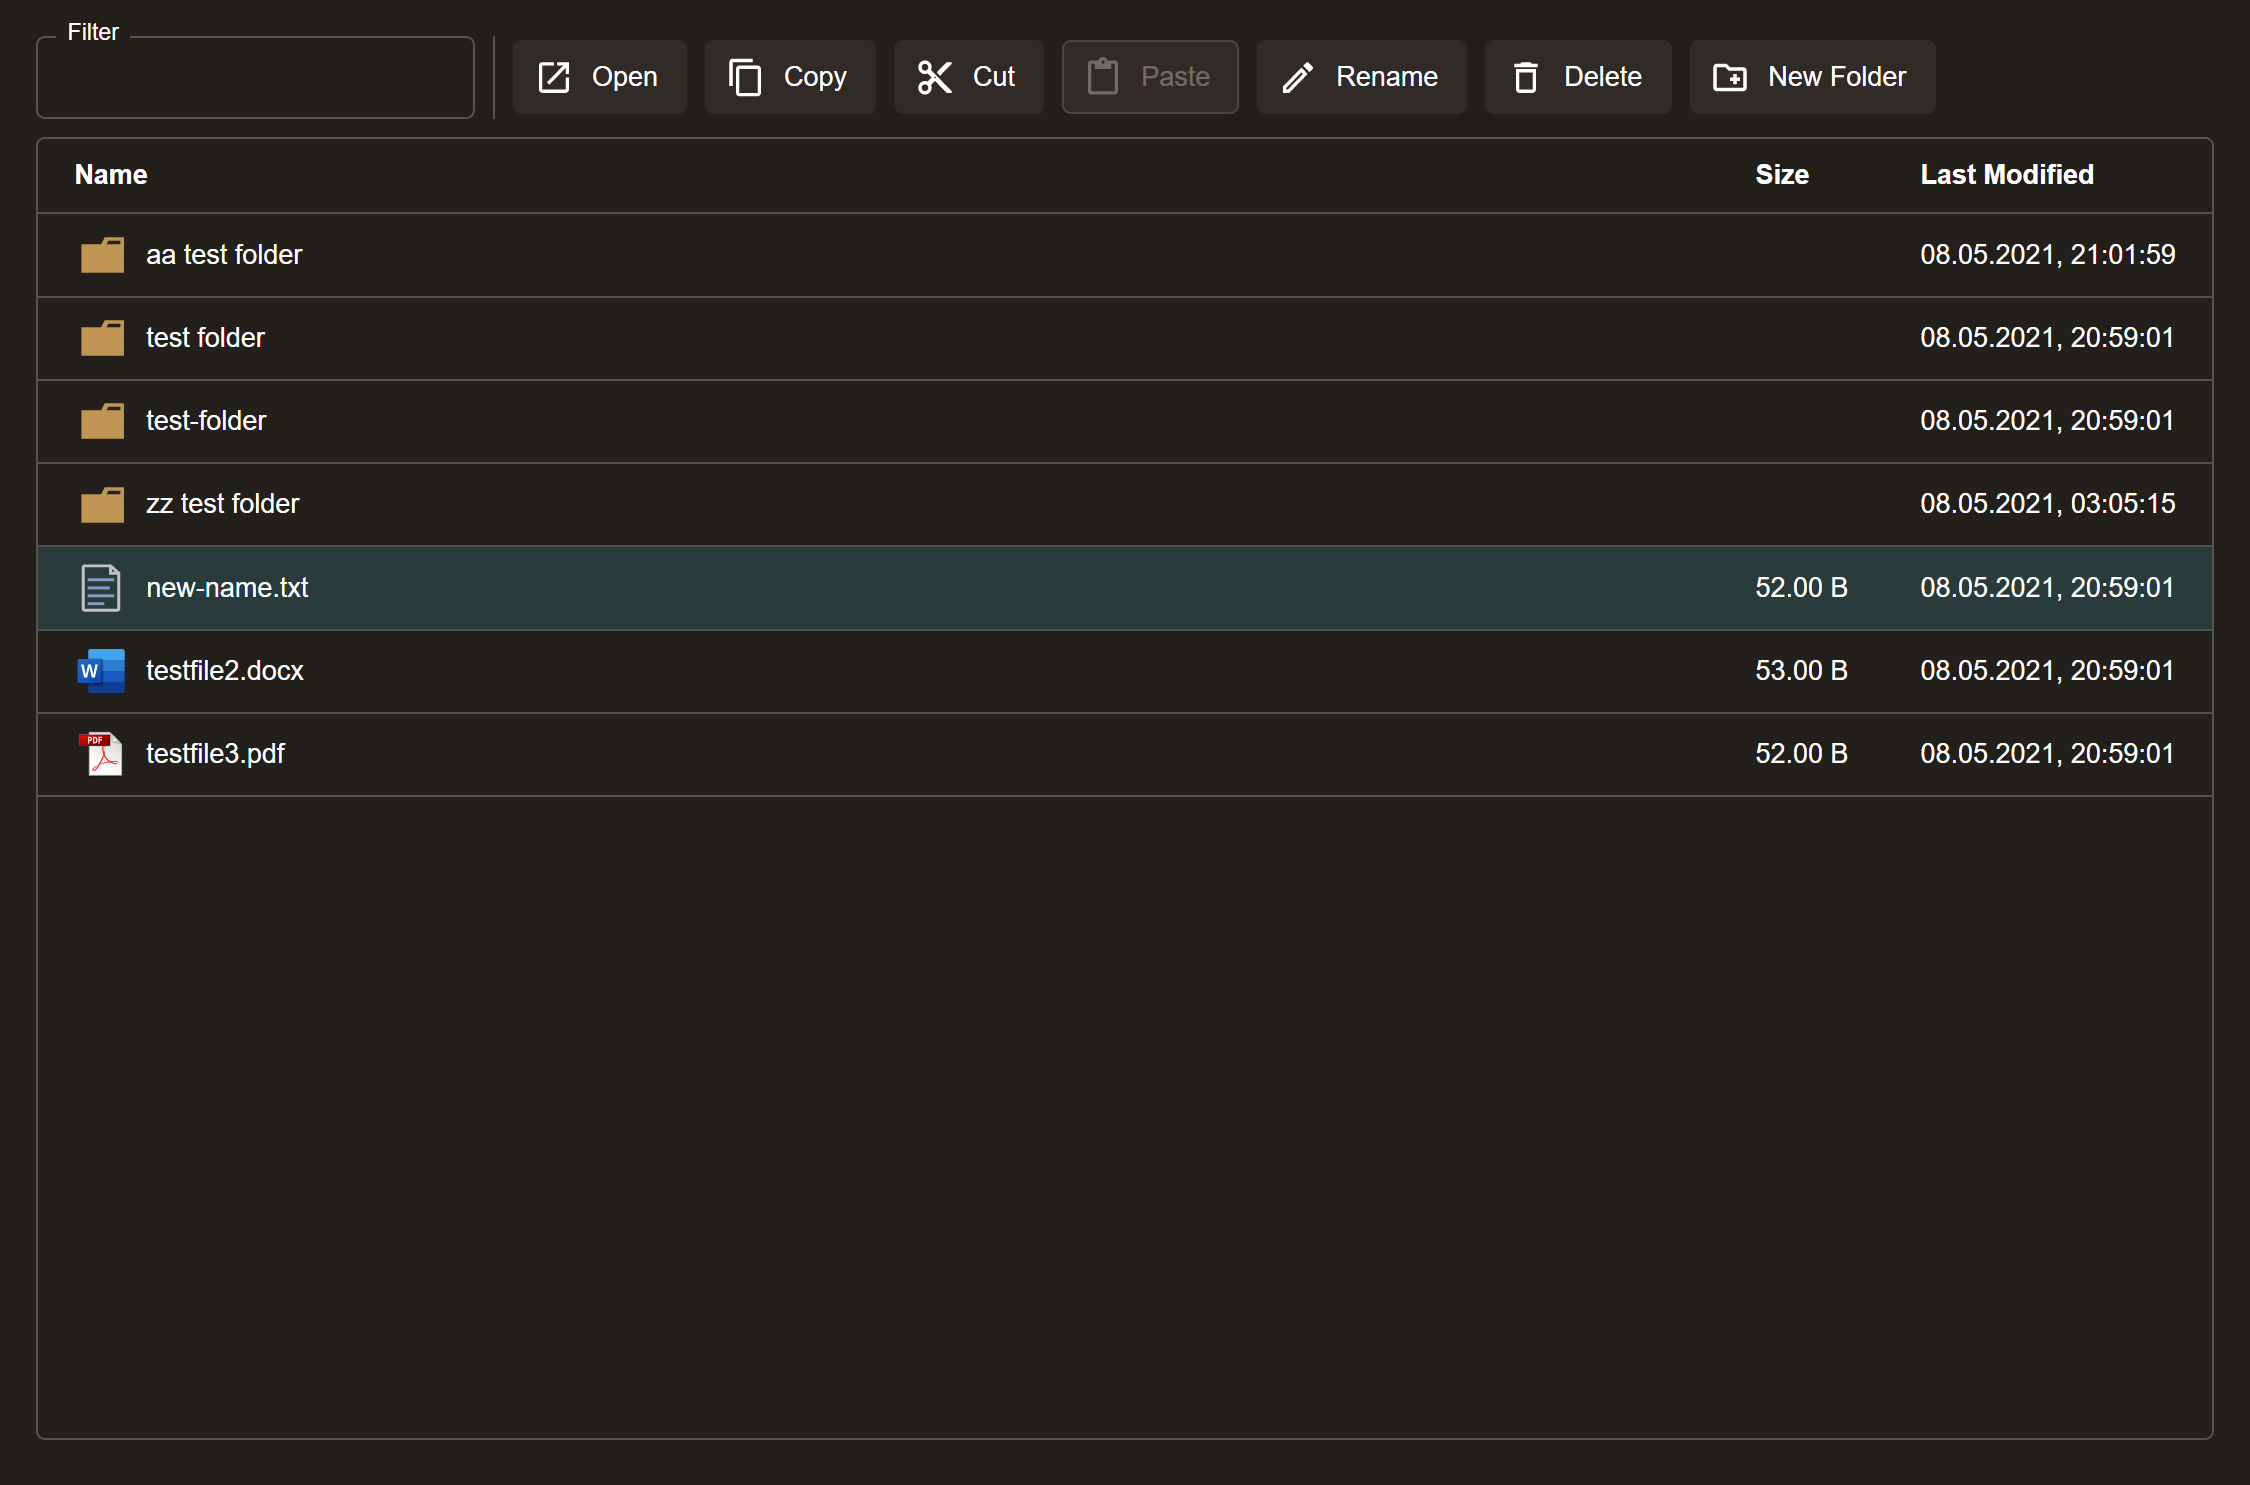 Filter
Open Copy Cut Paste Rename Delete New Folder
Name Size Last Modified
aa test folder 08.05.2021, 21:01:59
test folder 08.05.2021, 20:59:01
test-folder 08.05.2021, 20:59:01
zz test folder 08.05.2021, 03:05:15
new-name.txt 52.00 B 08.05.2021, 20:59:01
W testfile2.docx 53.00 B 08.05.2021, 20:59:01
PDF testfile3.pdf 52.00 B 08.05.2021, 20:59:01